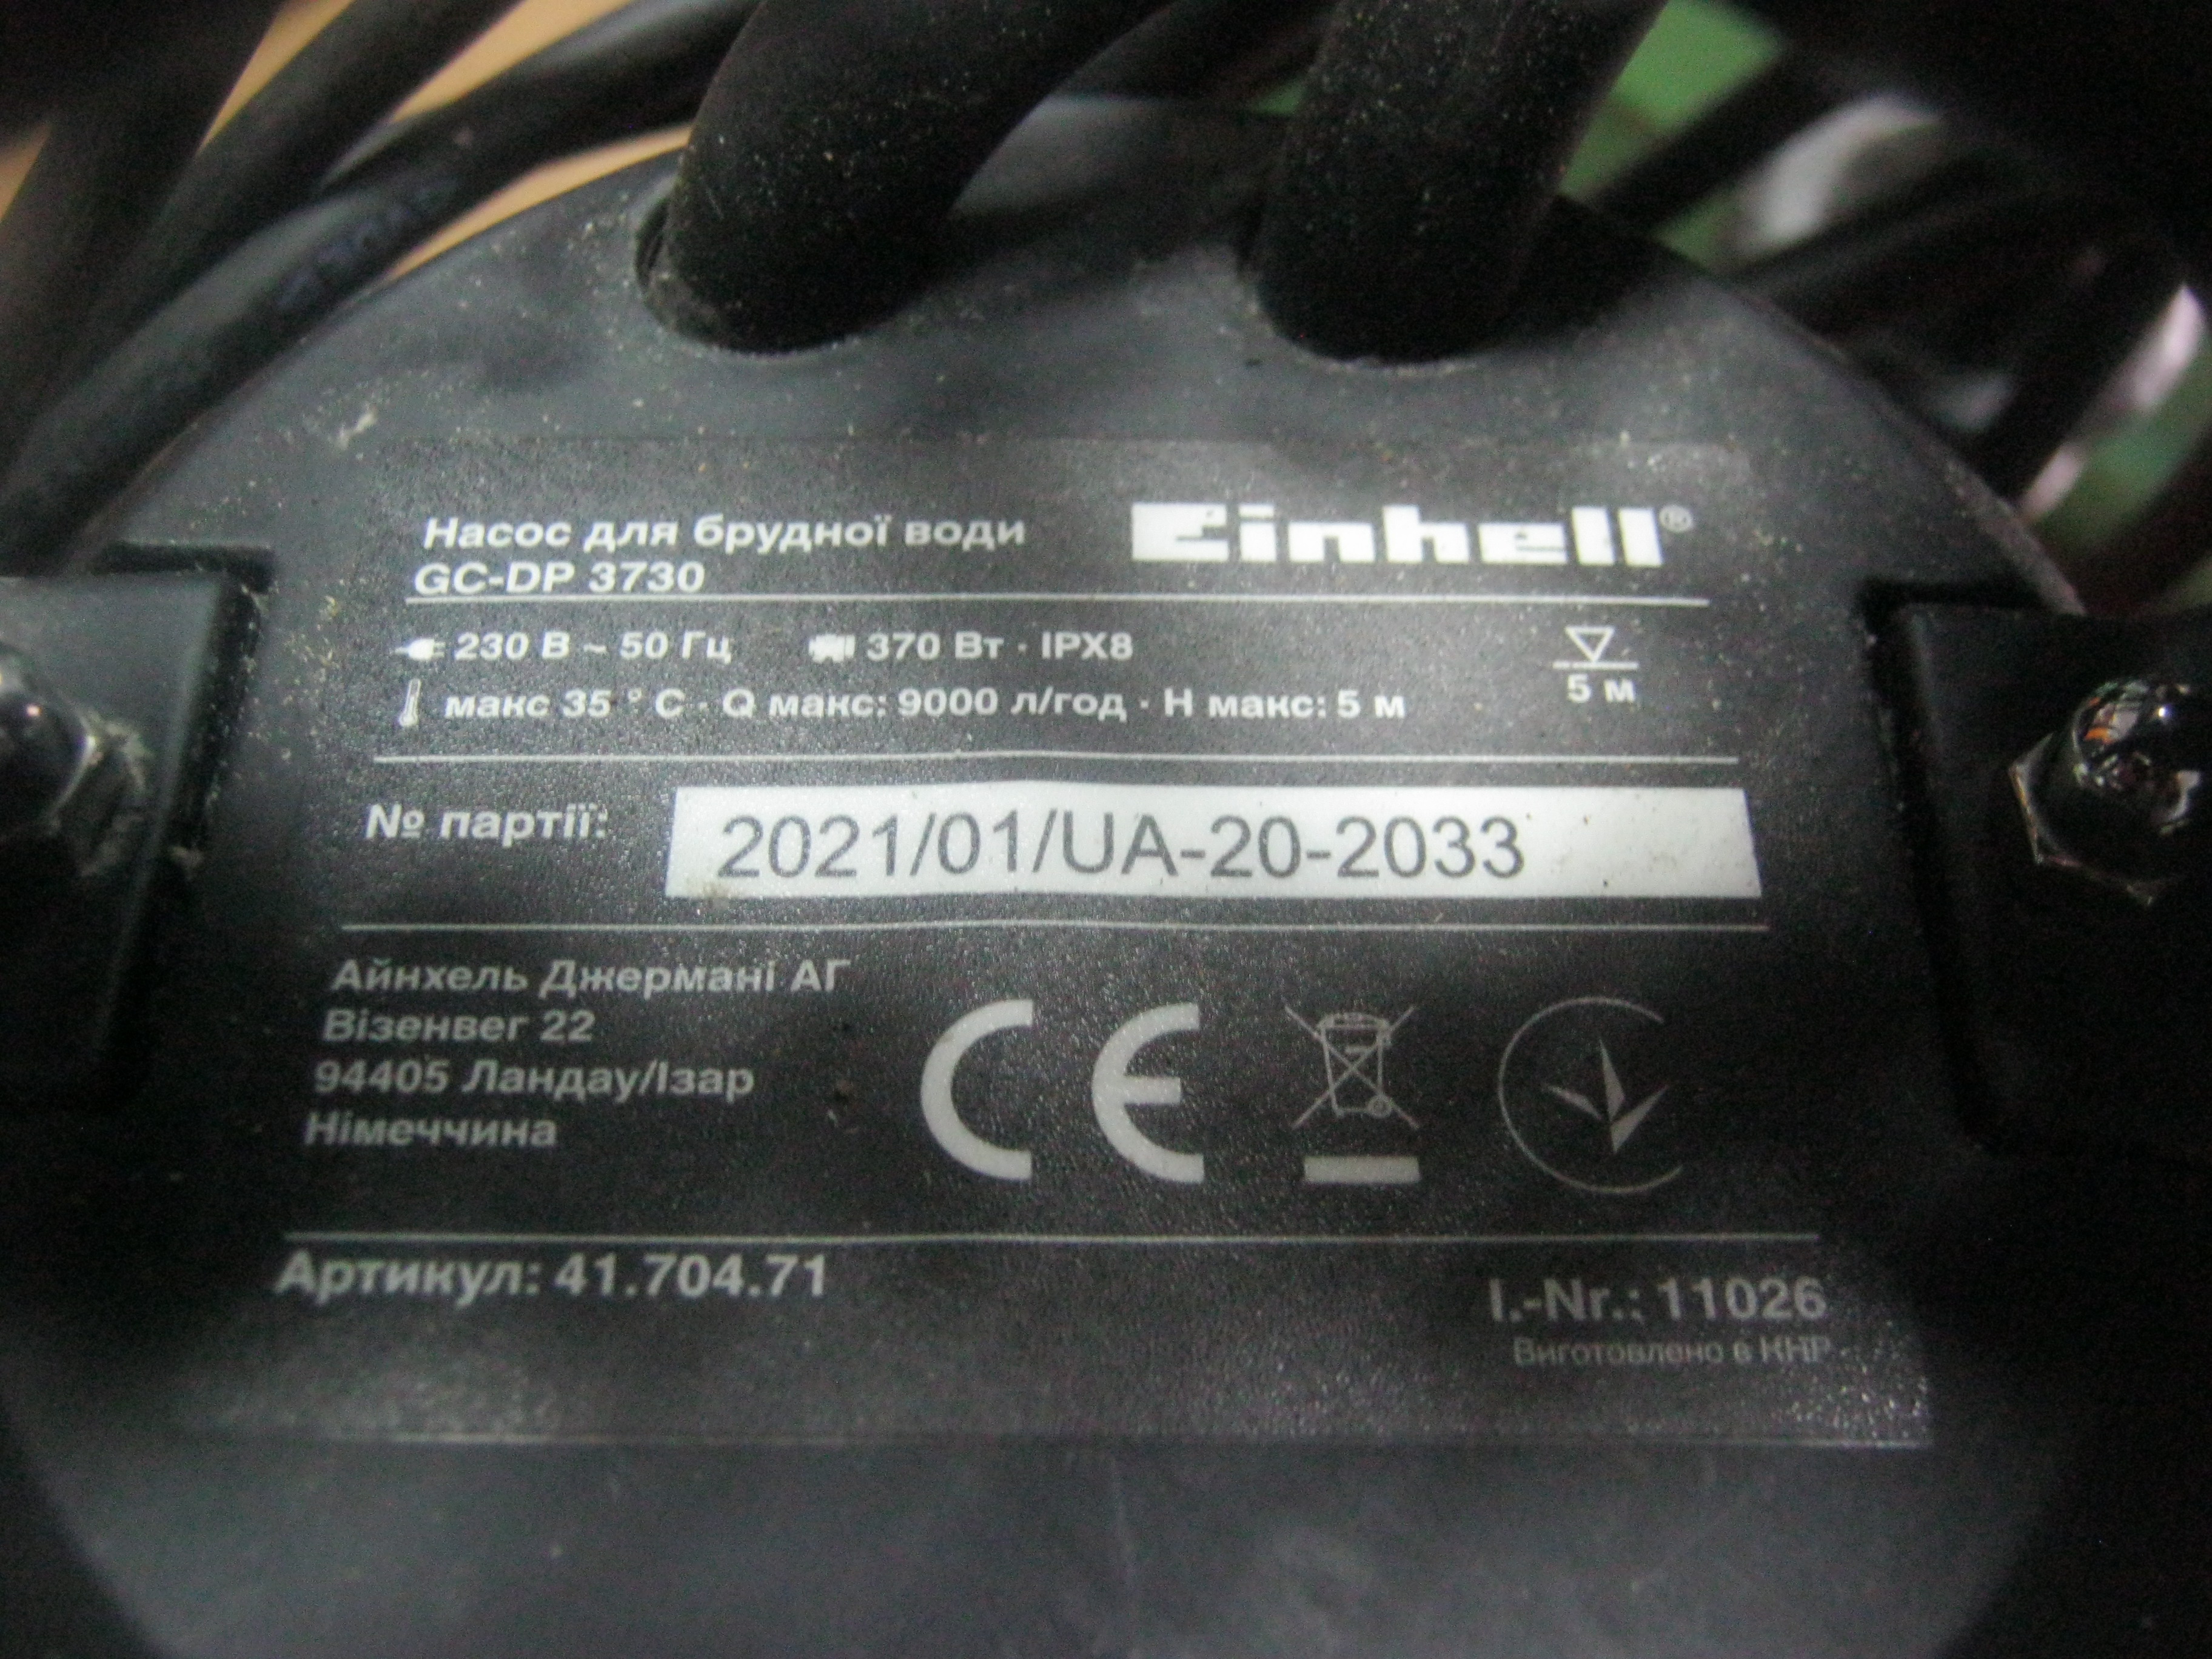 Насос для брудної води
GC-DP 3730
Einhell®
230 В ~ 50 Гц 370 Вт · IPX8
макс 35 ° C · Q макс: 9000 л/год · H макс: 5 м
5 м
№ партії: 2021/01/UA-20-2033
Айнхель Джермані АГ
Візенвег 22
94405 Ландау/Ізар
Німеччина
CE
Артикул: 41.704.71
I.-Nr.: 11026
Виготовлено в КНР